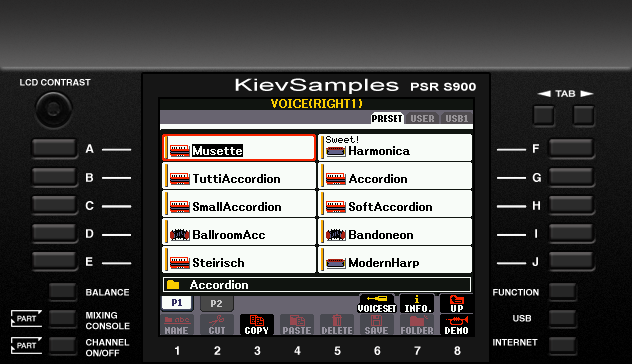 LCD CONTRAST
KievSamples PSR S900
TAB
VOICE(RIGHT1)
PRESET USER USB1
A Musette
Sweet! Harmonica F
B TuttiAccordion Accordion G
C SmallAccordion SoftAccordion H
D BallroomAcc Bandoneon I
E Steirisch ModernHarp J
Accordion
BALANCE P1 P2 VOICESET INFO. UP FUNCTION
PART MIXING CONSOLE NAME CUT COPY PASTE DELETE SAVE FOLDER DEMO USB
PART CHANNEL ON/OFF INTERNET
1 2 3 4 5 6 7 8